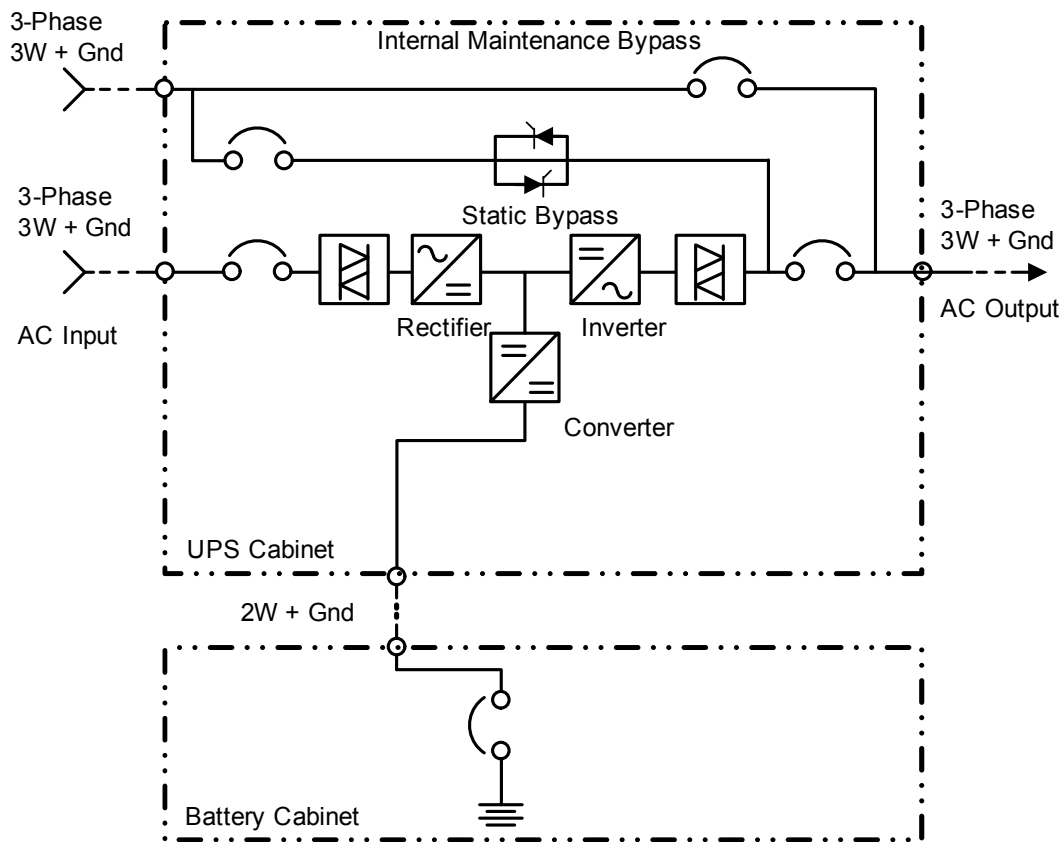 3-Phase
3W + Gnd
Internal Maintenance Bypass
3-Phase
3W + Gnd
Static Bypass
3-Phase
3W + Gnd
AC Input
Rectifier
Inverter
AC Output
Converter
UPS Cabinet
2W + Gnd
Battery Cabinet